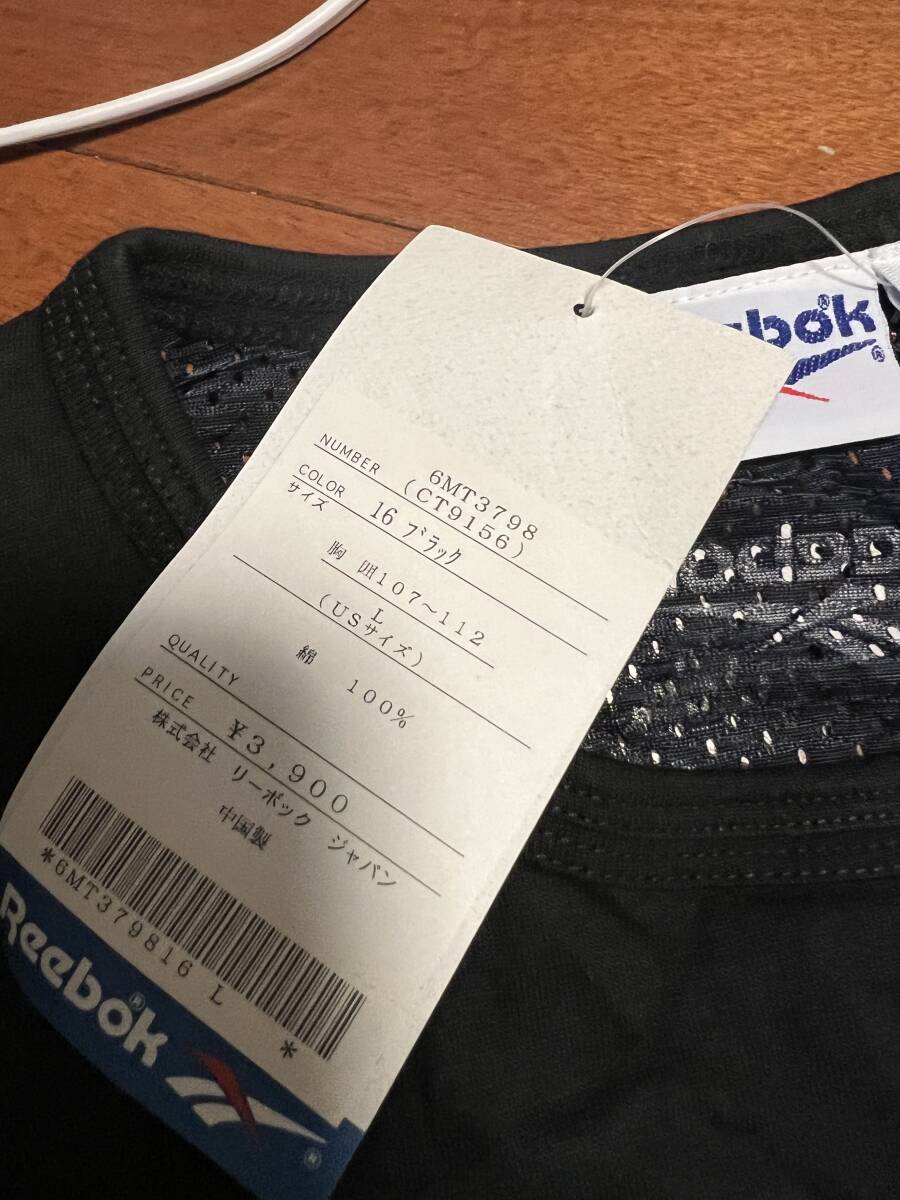 NUMBER 6MT3798
(CT9156)
COLOR 16 ブラック
サイズ
胸 囲107～112
L
(USサイズ)
綿 100%
QUALITY
PRICE ¥3,900
株式会社 リーボック ジャパン
中国製
*6MT379816 L *
Reebok®
®
ebok®
®